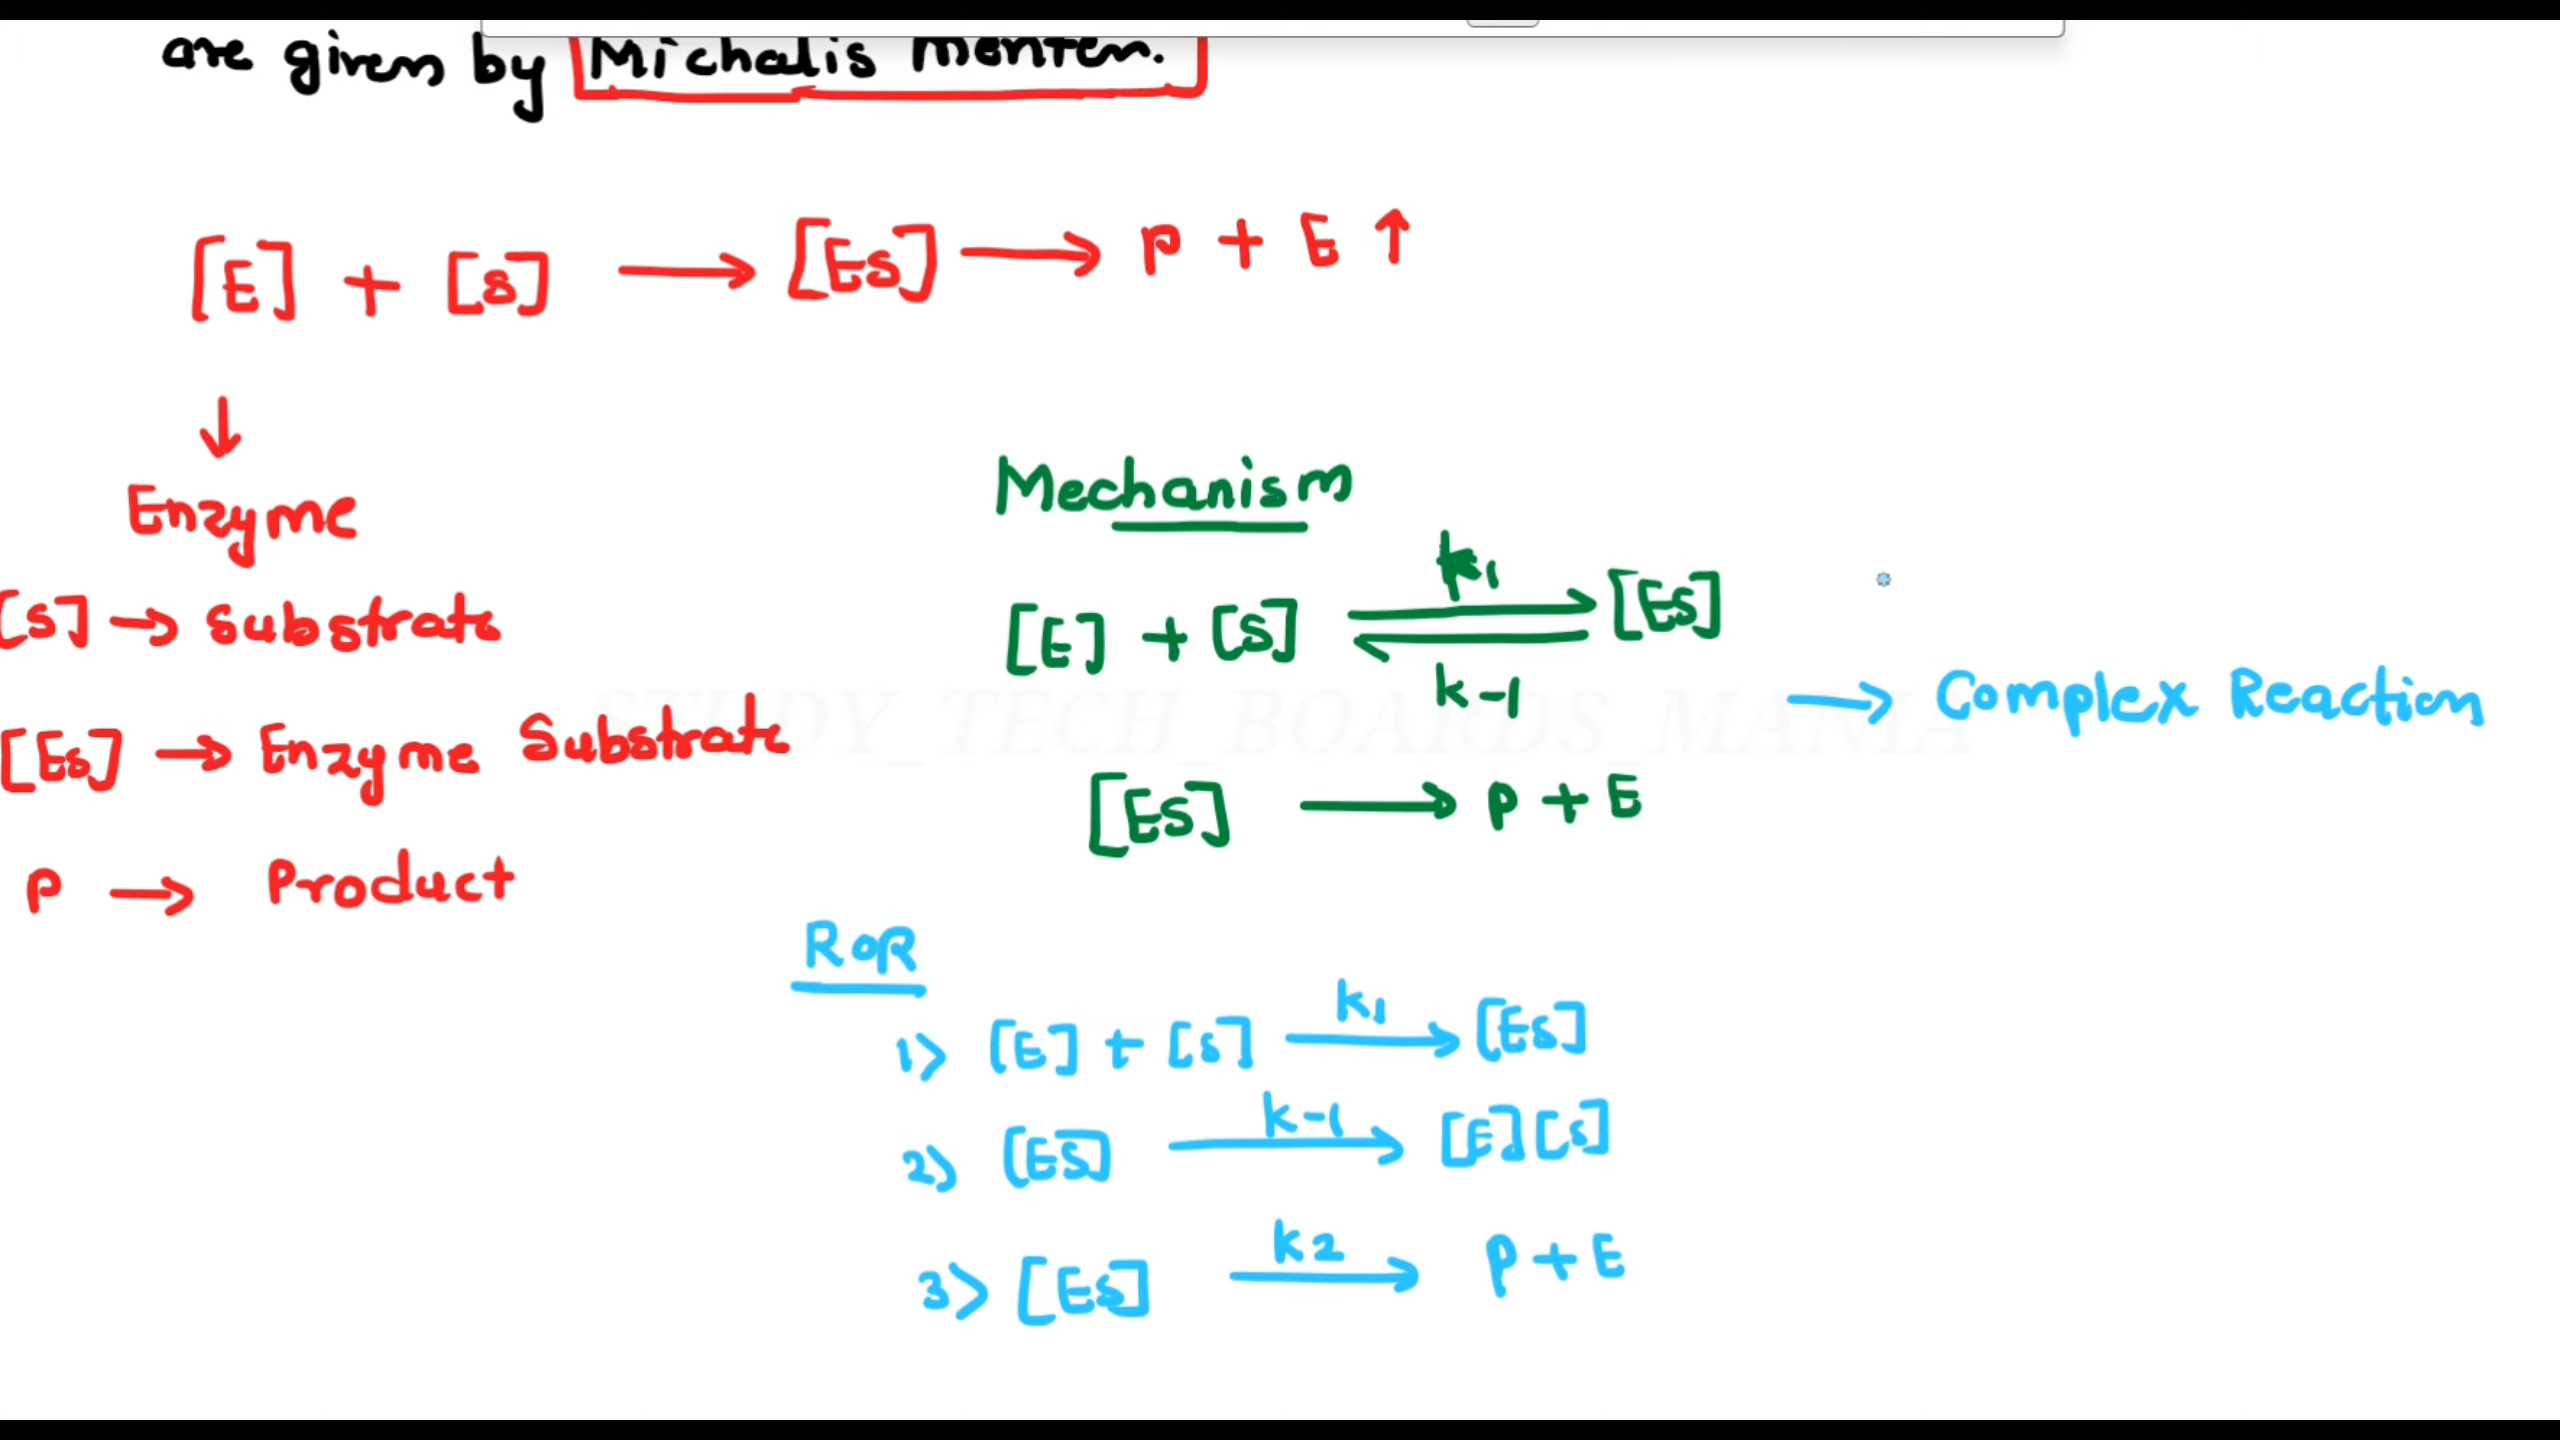 are given by Michalis menten.
[E] + [S] → [ES] → P + E ↑
↓
Enzyme
[S] → Substrate
[ES] → Enzyme Substrate
P → Product
Mechanism
k1
[E] + [S] ⇌ [ES]
k-1
→ Complex Reaction
[ES] → P + E
STUDY_TECH_BOARDS_MANIA
ROR
k1
1) [E] + [S] → [ES]
k-1
2) [ES] → [E][S]
k2
3) [ES] → P + E